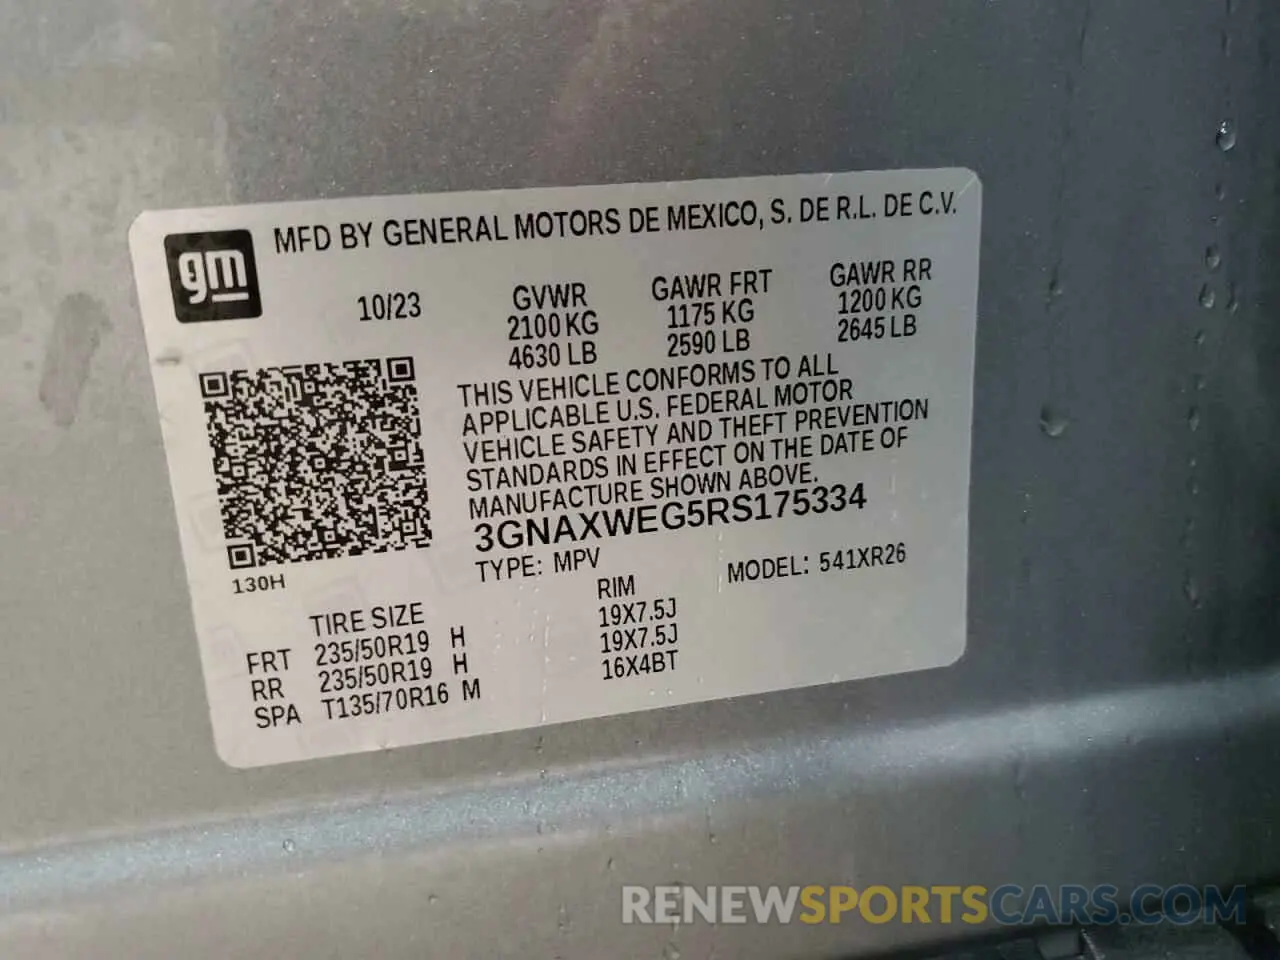 MFD BY GENERAL MOTORS DE MEXICO, S. DE R.L. DE C.V.
gm
10/23
GVWR GAWR FRT GAWR RR
2100 KG 1175 KG 1200 KG
4630 LB 2590 LB 2645 LB
THIS VEHICLE CONFORMS TO ALL
APPLICABLE U.S. FEDERAL MOTOR
VEHICLE SAFETY AND THEFT PREVENTION
STANDARDS IN EFFECT ON THE DATE OF
MANUFACTURE SHOWN ABOVE.
3GNAXWEG5RS175334
TYPE: MPV MODEL: 541XR26
130H
TIRE SIZE RIM
FRT 235/50R19 H 19X7.5J
RR 235/50R19 H 19X7.5J
SPA T135/70R16 M 16X4BT
RENEWSPORTSCARS.COM